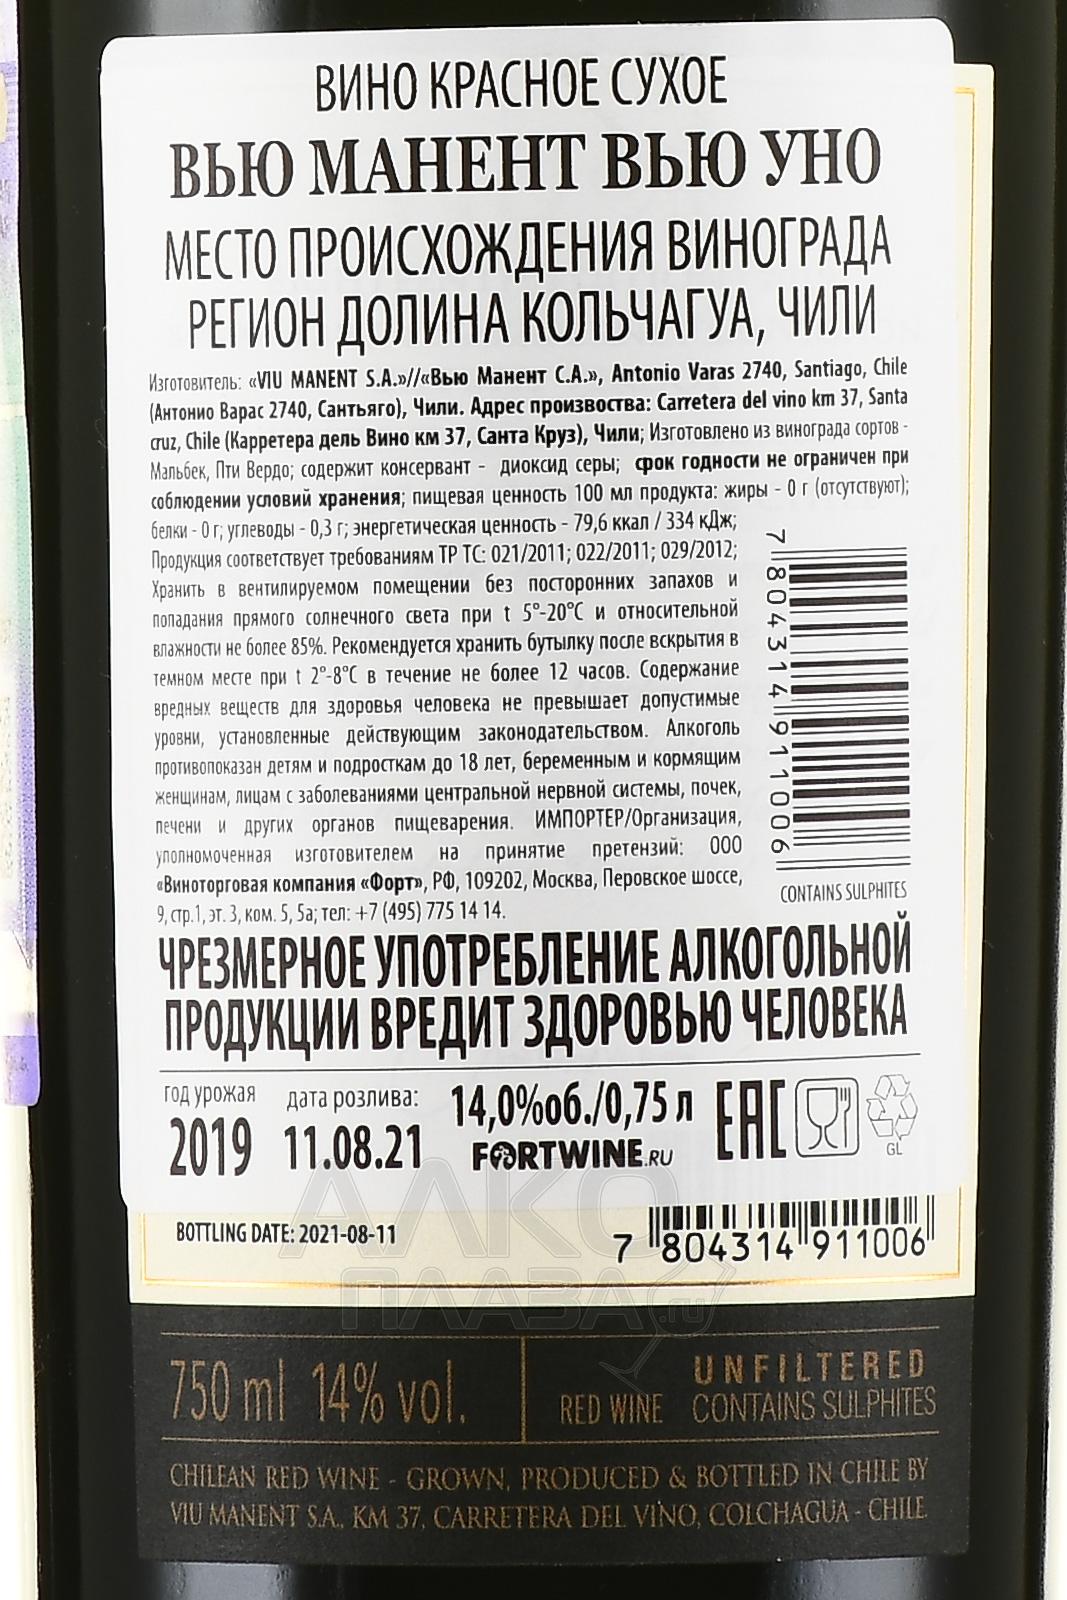 ВИНО КРАСНОЕ СУХОЕ
ВЬЮ МАНЕНТ ВЬЮ УНО
МЕСТО ПРОИСХОЖДЕНИЯ ВИНОГРАДА
РЕГИОН ДОЛИНА КОЛЬЧАГУА, ЧИЛИ
Изготовитель: «VIU MANENT S.A.»//«Вью Манент С.А.», Antonio Varas 2740, Santiago, Chile
(Антонио Варас 2740, Сантьяго), Чили. Адрес произвоства: Carretera del vino km 37, Santa
cruz, Chile (Карретера дель Вино км 37, Санта Круз), Чили; Изготовлено из винограда сортов -
Мальбек, Пти Вердо; содержит консервант - диоксид серы; срок годности не ограничен при
соблюдении условий хранения; пищевая ценность 100 мл продукта: жиры - 0 г (отсутствуют);
белки - 0 г; углеводы - 0,3 г; энергетическая ценность - 79,6 ккал / 334 кДж;
Продукция соответствует требованиям ТР ТС: 021/2011; 022/2011; 029/2012;
Хранить в вентилируемом помещении без посторонних запахов и
попадания прямого солнечного света при t 5°-20°С и относительной
влажности не более 85%. Рекомендуется хранить бутылку после вскрытия в
темном месте при t 2°-8°С в течение не более 12 часов. Содержание
вредных веществ для здоровья человека не превышает допустимые
уровни, установленные действующим законодательством. Алкоголь
противопоказан детям и подросткам до 18 лет, беременным и кормящим
женщинам, лицам с заболеваниями центральной нервной системы, почек,
печени и других органов пищеварения. ИМПОРТЕР/Организация,
уполномоченная изготовителем на принятие претензий: ООО
«Виноторговая компания «Форт», РФ, 109202, Москва, Перовское шоссе,
9, стр.1, эт. 3, ком. 5, 5а; тел: +7 (495) 775 14 14.
7 804314 911006
CONTAINS SULPHITES
ЧРЕЗМЕРНОЕ УПОТРЕБЛЕНИЕ АЛКОГОЛЬНОЙ
ПРОДУКЦИИ ВРЕДИТ ЗДОРОВЬЮ ЧЕЛОВЕКА
год урожая
2019
дата розлива:
11.08.21
14,0%об./0,75 л
FORTWINE.RU
ЕАС
GL
BOTTLING DATE: 2021-08-11
7 804314 911006
АЛКО
ПЛАЗА.ru
750 ml 14% vol.
RED WINE
UNFILTERED
CONTAINS SULPHITES
CHILEAN RED WINE - GROWN, PRODUCED & BOTTLED IN CHILE BY
VIU MANENT S.A., KM 37, CARRETERA DEL VINO, COLCHAGUA - CHILE.